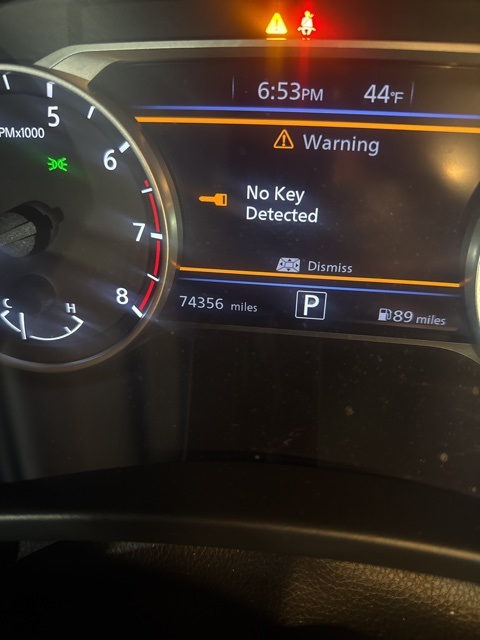 6:53PM 44°F
Warning
No Key
Detected
Dismiss
74356 miles P 89 miles
5
PMx1000
6
7
8
C H